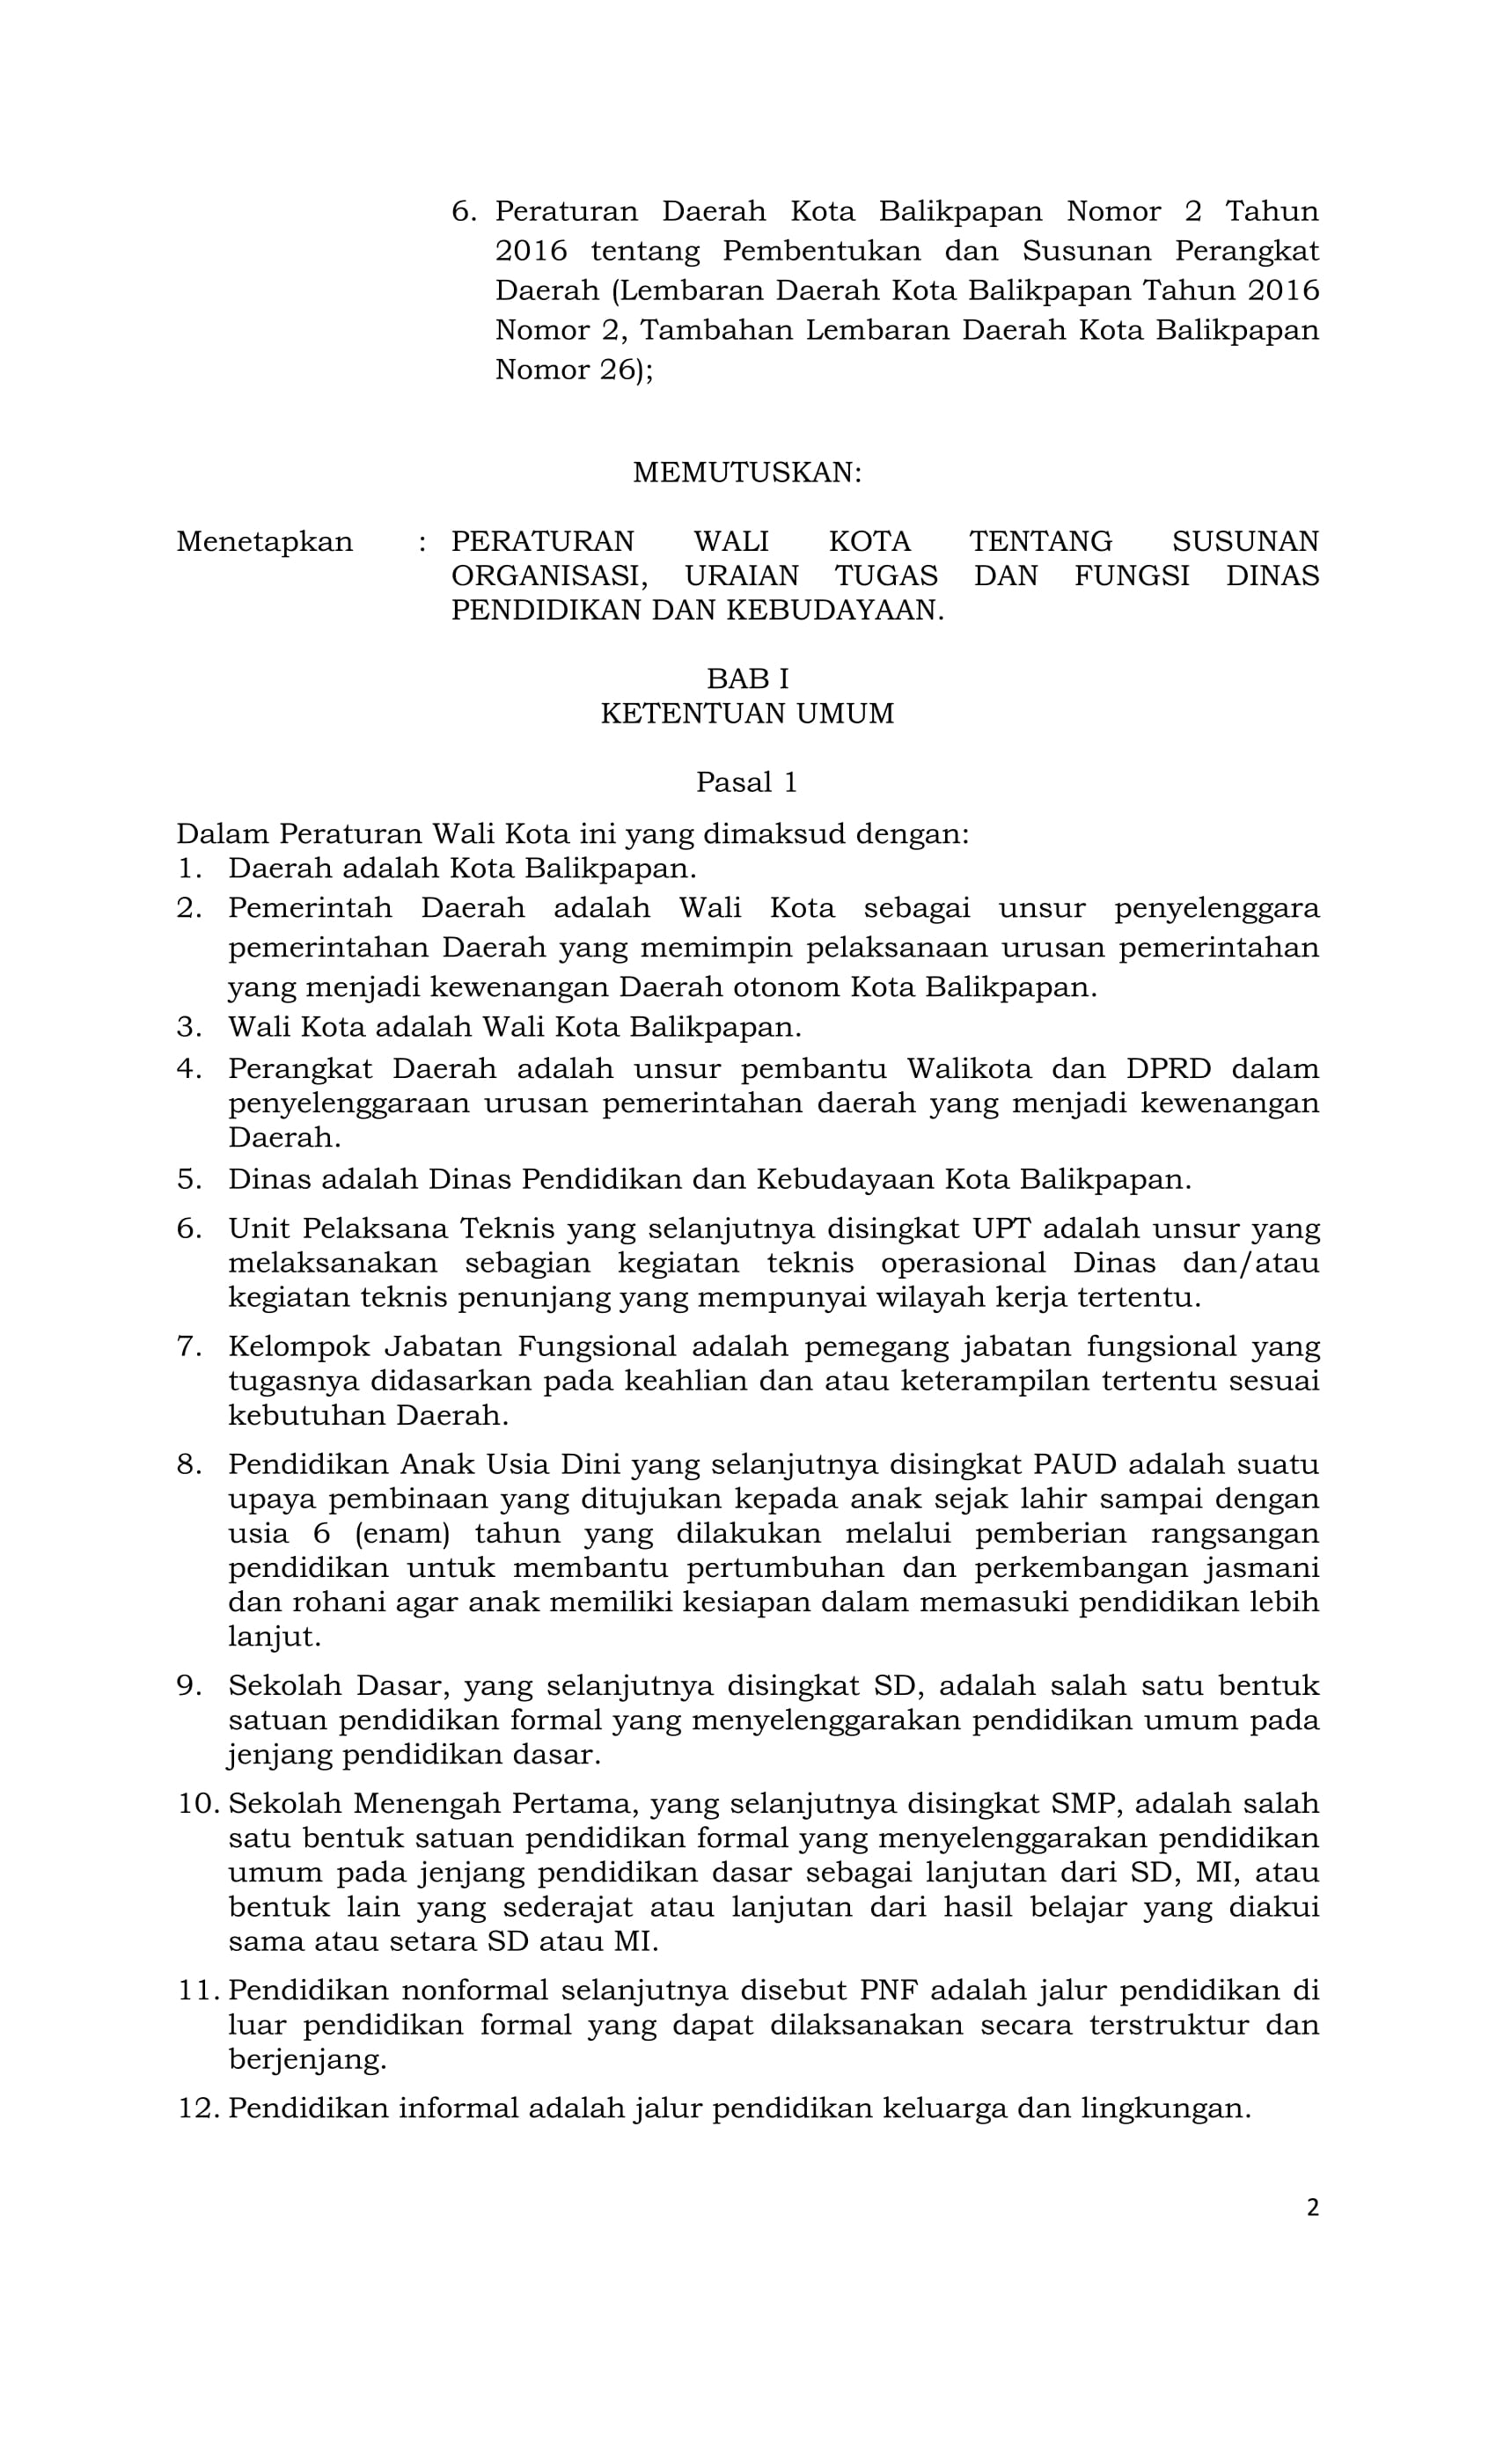 6. Peraturan Daerah Kota Balikpapan Nomor 2 Tahun
2016 tentang Pembentukan dan Susunan Perangkat
Daerah (Lembaran Daerah Kota Balikpapan Tahun 2016
Nomor 2, Tambahan Lembaran Daerah Kota Balikpapan
Nomor 26);
MEMUTUSKAN:
Menetapkan : PERATURAN WALI KOTA TENTANG SUSUNAN
ORGANISASI, URAIAN TUGAS DAN FUNGSI DINAS
PENDIDIKAN DAN KEBUDAYAAN.
BAB I
KETENTUAN UMUM
Pasal 1
Dalam Peraturan Wali Kota ini yang dimaksud dengan:
1. Daerah adalah Kota Balikpapan.
2. Pemerintah Daerah adalah Wali Kota sebagai unsur penyelenggara
pemerintahan Daerah yang memimpin pelaksanaan urusan pemerintahan
yang menjadi kewenangan Daerah otonom Kota Balikpapan.
3. Wali Kota adalah Wali Kota Balikpapan.
4. Perangkat Daerah adalah unsur pembantu Walikota dan DPRD dalam
penyelenggaraan urusan pemerintahan daerah yang menjadi kewenangan
Daerah.
5. Dinas adalah Dinas Pendidikan dan Kebudayaan Kota Balikpapan.
6. Unit Pelaksana Teknis yang selanjutnya disingkat UPT adalah unsur yang
melaksanakan sebagian kegiatan teknis operasional Dinas dan/atau
kegiatan teknis penunjang yang mempunyai wilayah kerja tertentu.
7. Kelompok Jabatan Fungsional adalah pemegang jabatan fungsional yang
tugasnya didasarkan pada keahlian dan atau keterampilan tertentu sesuai
kebutuhan Daerah.
8. Pendidikan Anak Usia Dini yang selanjutnya disingkat PAUD adalah suatu
upaya pembinaan yang ditujukan kepada anak sejak lahir sampai dengan
usia 6 (enam) tahun yang dilakukan melalui pemberian rangsangan
pendidikan untuk membantu pertumbuhan dan perkembangan jasmani
dan rohani agar anak memiliki kesiapan dalam memasuki pendidikan lebih
lanjut.
9. Sekolah Dasar, yang selanjutnya disingkat SD, adalah salah satu bentuk
satuan pendidikan formal yang menyelenggarakan pendidikan umum pada
jenjang pendidikan dasar.
10. Sekolah Menengah Pertama, yang selanjutnya disingkat SMP, adalah salah
satu bentuk satuan pendidikan formal yang menyelenggarakan pendidikan
umum pada jenjang pendidikan dasar sebagai lanjutan dari SD, MI, atau
bentuk lain yang sederajat atau lanjutan dari hasil belajar yang diakui
sama atau setara SD atau MI.
11. Pendidikan nonformal selanjutnya disebut PNF adalah jalur pendidikan di
luar pendidikan formal yang dapat dilaksanakan secara terstruktur dan
berjenjang.
12. Pendidikan informal adalah jalur pendidikan keluarga dan lingkungan.
2